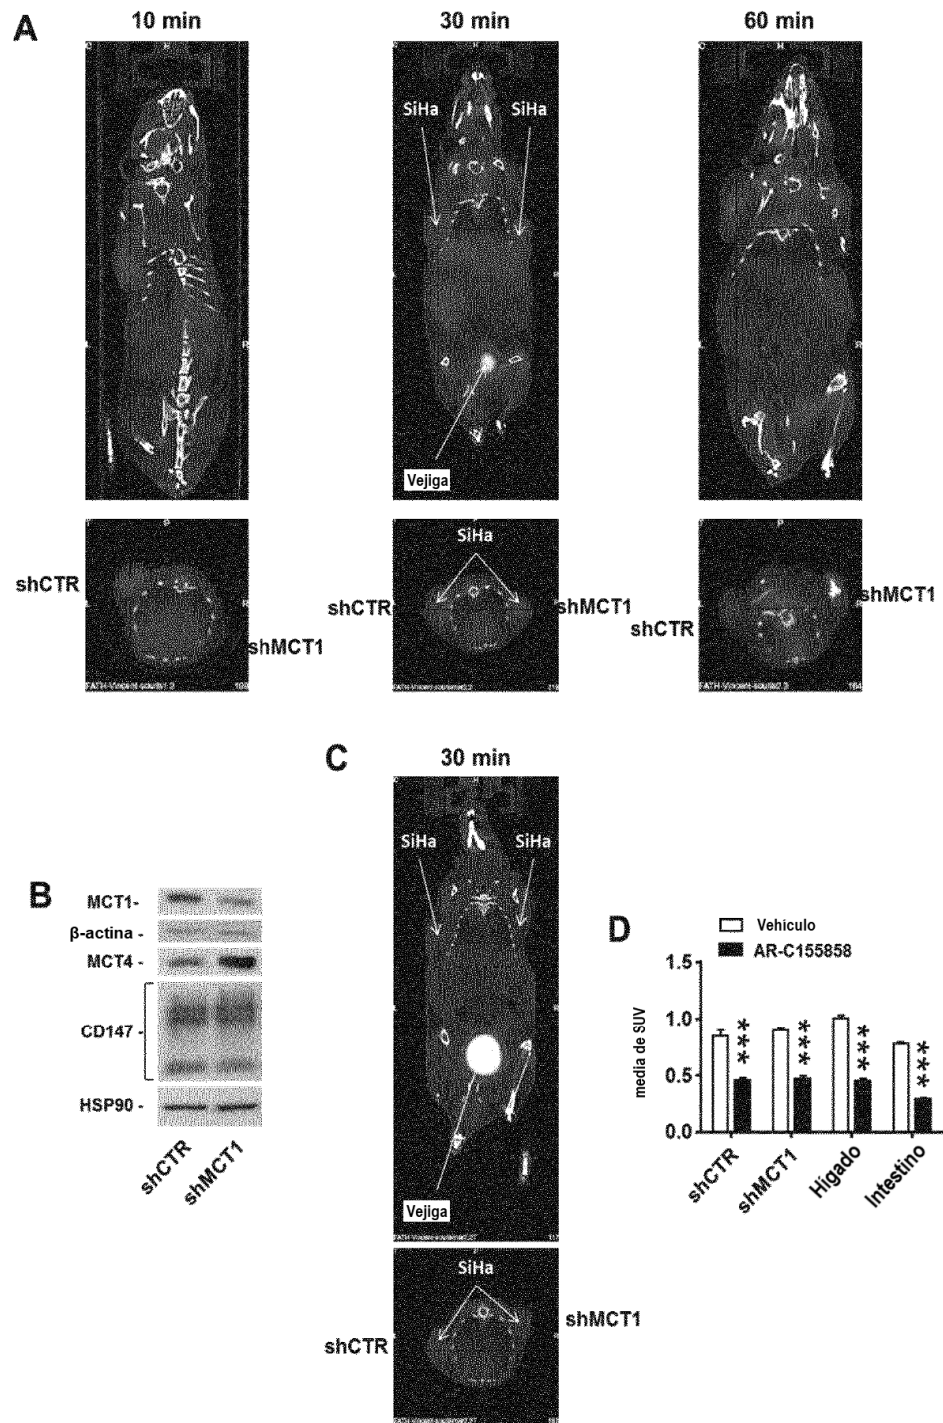 A
10 min
30 min
60 min
SiHa
SiHa
Vejiga
shCTR
shMCT1
SiHa
shCTR
shMCT1
shCTR
shMCT1
C
30 min
SiHa
SiHa
Vejiga
SiHa
shCTR
shMCT1
B
MCT1-
β-actina -
MCT4 -
CD147-
HSP90 -
shCTR
shMCT1
D
Vehiculo
AR-C155858
media de SUV
1.5
1.0
0.5
0.0
***
***
***
***
shCTR
shMCT1
Higado
Intestino